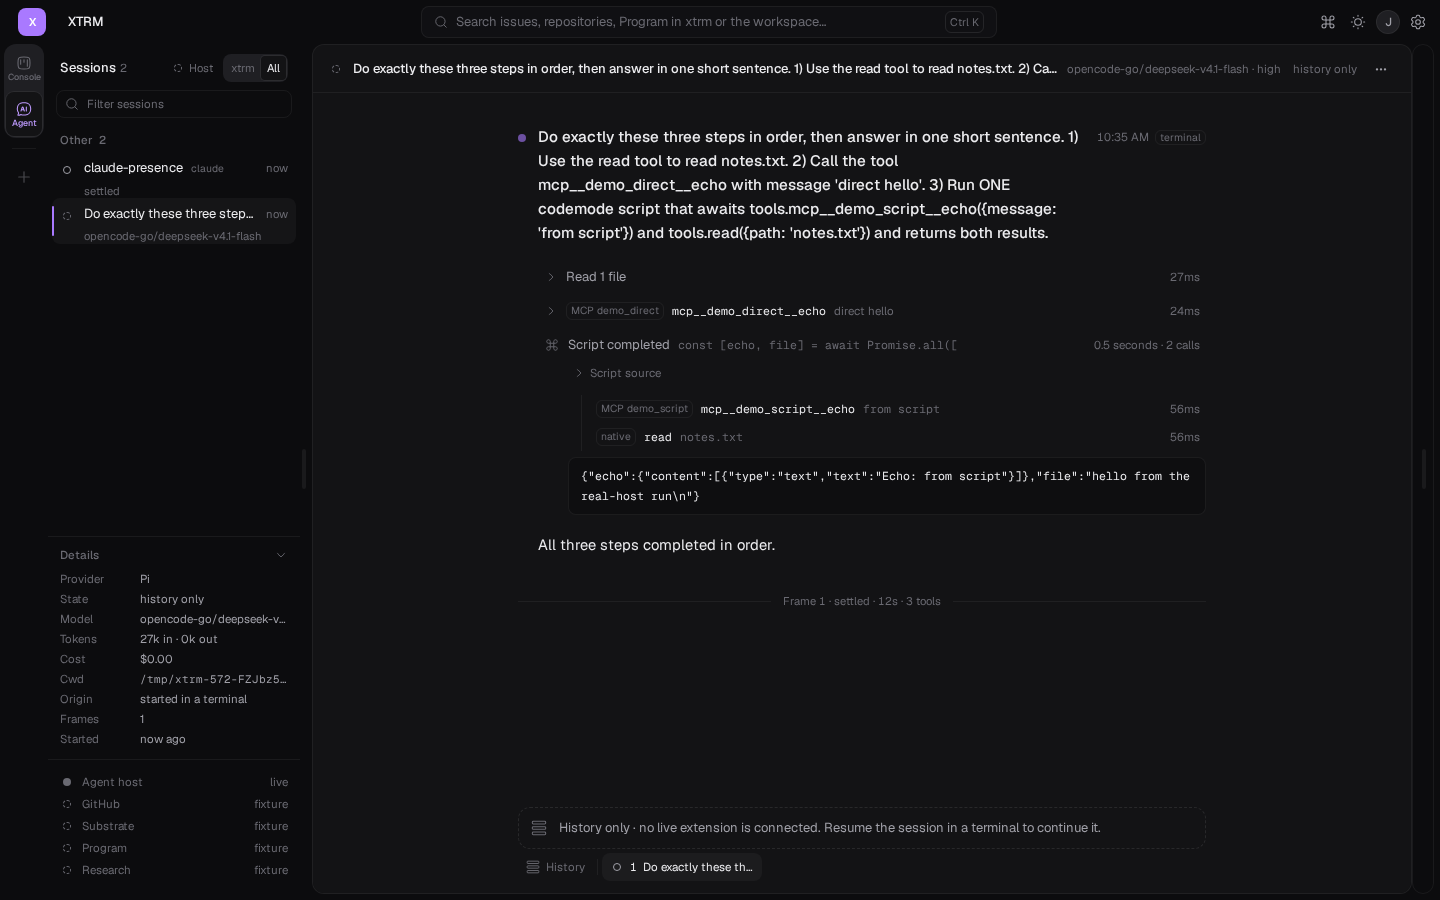 X
XTRM
Search issues, repositories, Program in xtrm or the workspace...
Ctrl K
J
Console
AI
Agent
Sessions 2
Host
xtrm
All
Filter sessions
Other 2
claude-presence claude now
settled
Do exactly these three step... now
opencode-go/deepseek-v4.1-flash
Details
Provider Pi
State history only
Model opencode-go/deepseek-v...
Tokens 27k in · 0k out
Cost $0.00
Cwd /tmp/xtrm-572-FZJbz5...
Origin started in a terminal
Frames 1
Started now ago
Agent host live
GitHub fixture
Substrate fixture
Program fixture
Research fixture
Do exactly these three steps in order, then answer in one short sentence. 1) Use the read tool to read notes.txt. 2) Ca... opencode-go/deepseek-v4.1-flash · high history only
Do exactly these three steps in order, then answer in one short sentence. 1) 10:35 AM terminal
Use the read tool to read notes.txt. 2) Call the tool
mcp__demo_direct__echo with message 'direct hello'. 3) Run ONE
codemode script that awaits tools.mcp__demo_script__echo({message:
'from script'}) and tools.read({path: 'notes.txt'}) and returns both results.
Read 1 file 27ms
MCP demo_direct mcp__demo_direct__echo direct hello 24ms
Script completed const [echo, file] = await Promise.all([ 0.5 seconds · 2 calls
Script source
MCP demo_script mcp__demo_script__echo from script 56ms
native read notes.txt 56ms
{"echo":{"content":[{"type":"text","text":"Echo: from script"}]},"file":"hello from the
real-host run\n"}
All three steps completed in order.
Frame 1 · settled · 12s · 3 tools
History only · no live extension is connected. Resume the session in a terminal to continue it.
History
1 Do exactly these th...